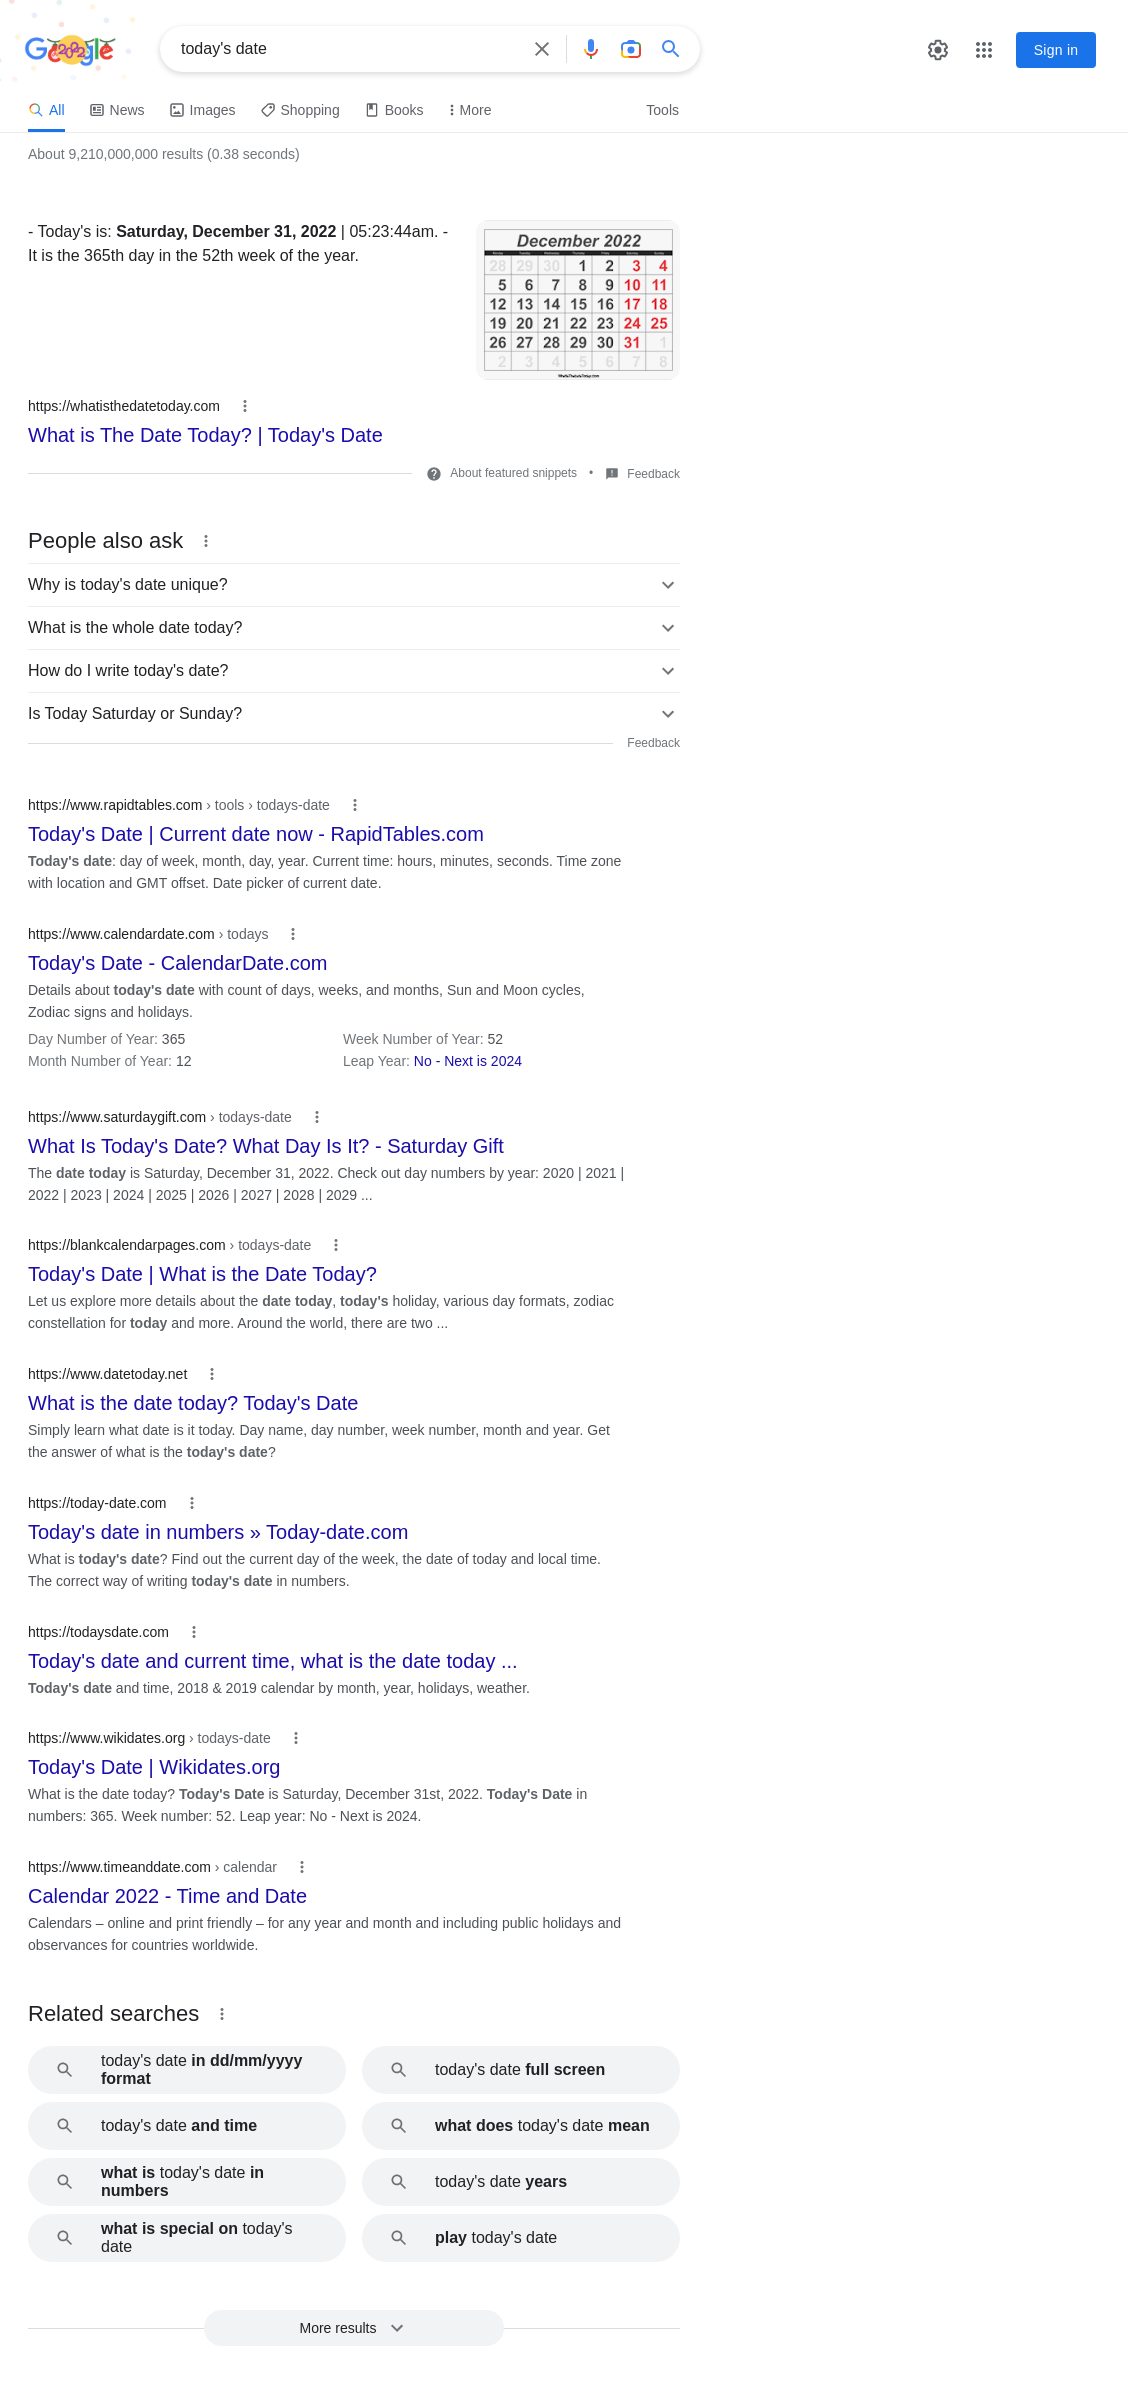 Google
today's date
Sign in
All
News
Images
Shopping
Books
More
Tools
About 9,210,000,000 results (0.38 seconds)
- Today's is: Saturday, December 31, 2022 | 05:23:44am. -
It is the 365th day in the 52th week of the year.
December 2022
28 29 30 1 2 3 4
5 6 7 8 9 10 11
12 13 14 15 16 17 18
19 20 21 22 23 24 25
26 27 28 29 30 31 1
2 3 4 5 6 7 8
https://whatisthedatetoday.com
What is The Date Today? | Today's Date
About featured snippets • Feedback
People also ask
Why is today's date unique?
What is the whole date today?
How do I write today's date?
Is Today Saturday or Sunday?
Feedback
https://www.rapidtables.com › tools › todays-date
Today's Date | Current date now - RapidTables.com
Today's date: day of week, month, day, year. Current time: hours, minutes, seconds. Time zone
with location and GMT offset. Date picker of current date.
https://www.calendardate.com › todays
Today's Date - CalendarDate.com
Details about today's date with count of days, weeks, and months, Sun and Moon cycles,
Zodiac signs and holidays.
Day Number of Year: 365
Week Number of Year: 52
Month Number of Year: 12
Leap Year: No - Next is 2024
https://www.saturdaygift.com › todays-date
What Is Today's Date? What Day Is It? - Saturday Gift
The date today is Saturday, December 31, 2022. Check out day numbers by year: 2020 | 2021 |
2022 | 2023 | 2024 | 2025 | 2026 | 2027 | 2028 | 2029 ...
https://blankcalendarpages.com › todays-date
Today's Date | What is the Date Today?
Let us explore more details about the date today, today's holiday, various day formats, zodiac
constellation for today and more. Around the world, there are two ...
https://www.datetoday.net
What is the date today? Today's Date
Simply learn what date is it today. Day name, day number, week number, month and year. Get
the answer of what is the today's date?
https://today-date.com
Today's date in numbers » Today-date.com
What is today's date? Find out the current day of the week, the date of today and local time.
The correct way of writing today's date in numbers.
https://todaysdate.com
Today's date and current time, what is the date today ...
Today's date and time, 2018 & 2019 calendar by month, year, holidays, weather.
https://www.wikidates.org › todays-date
Today's Date | Wikidates.org
What is the date today? Today's Date is Saturday, December 31st, 2022. Today's Date in
numbers: 365. Week number: 52. Leap year: No - Next is 2024.
https://www.timeanddate.com › calendar
Calendar 2022 - Time and Date
Calendars – online and print friendly – for any year and month and including public holidays and
observances for countries worldwide.
Related searches
today's date in dd/mm/yyyy
format
today's date full screen
today's date and time
what does today's date mean
what is today's date in
numbers
today's date years
what is special on today's
date
play today's date
More results